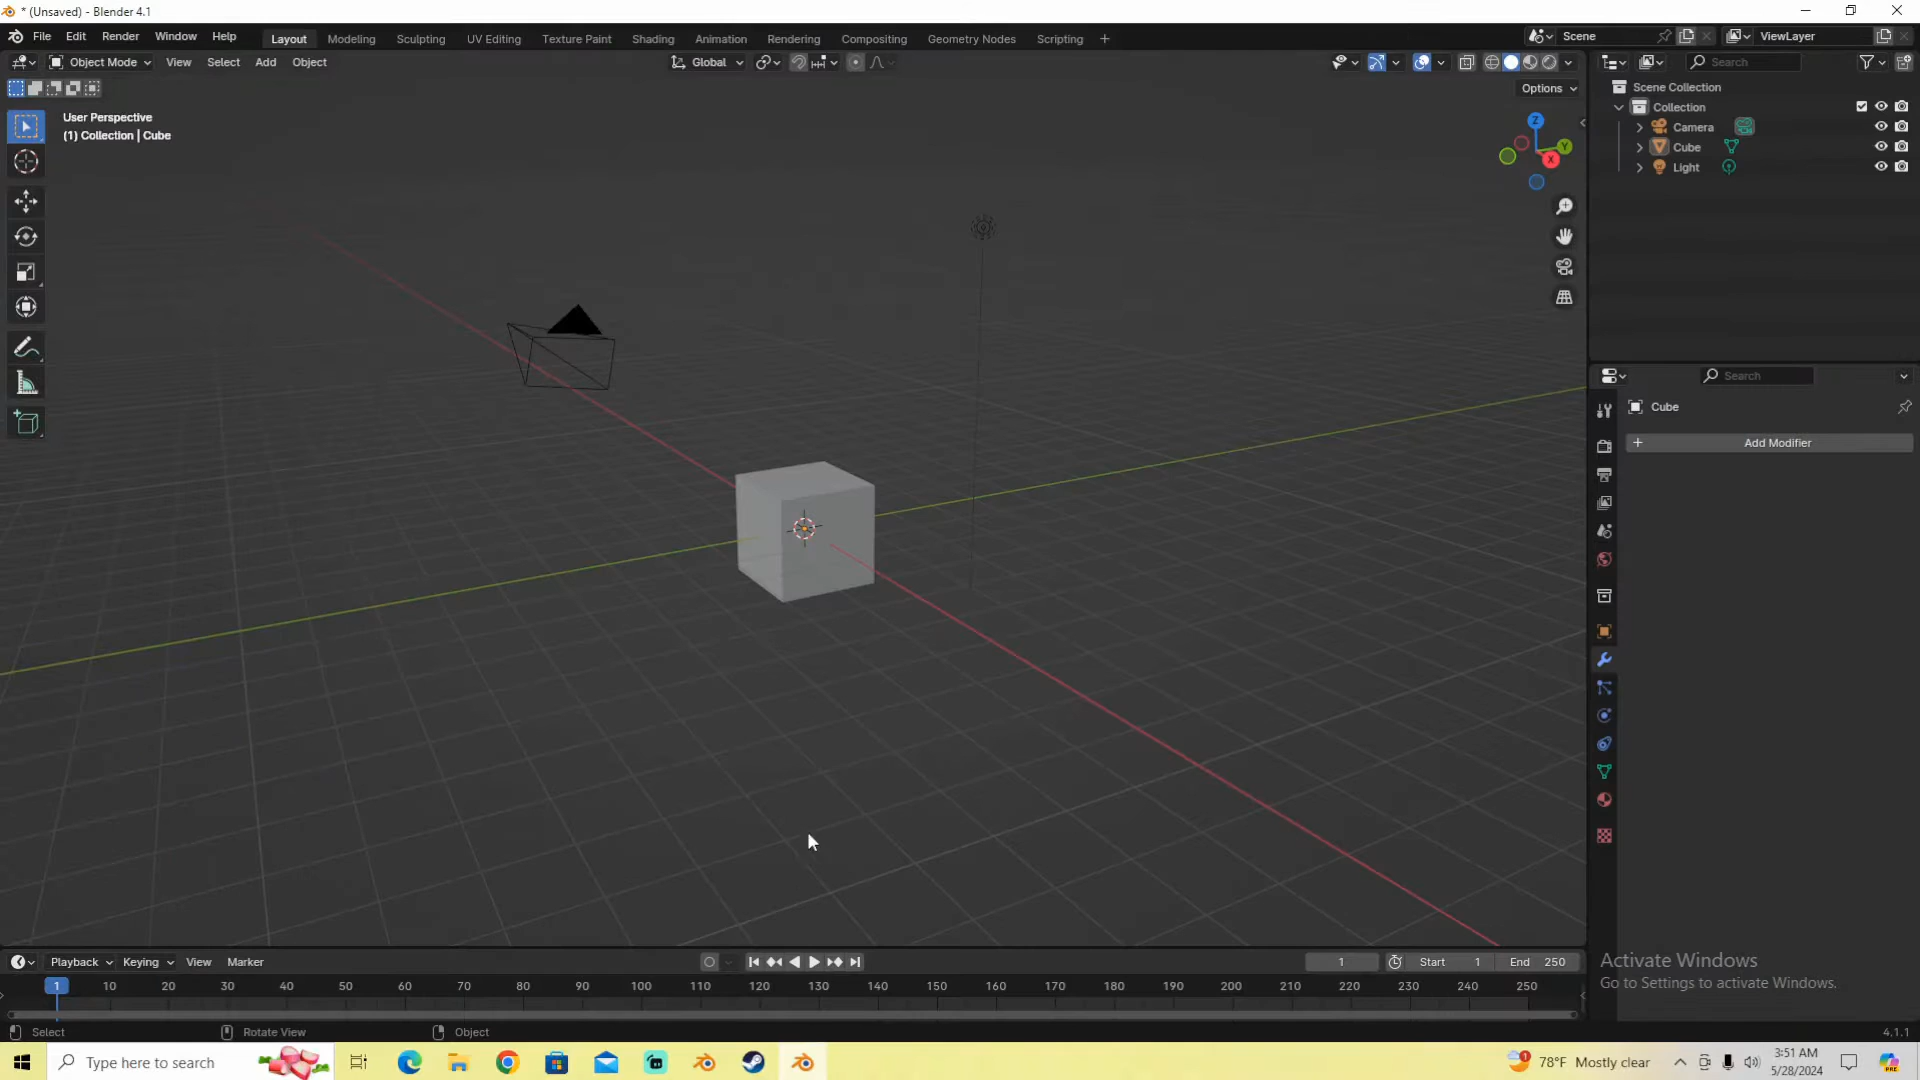 * (Unsaved) - Blender 4.1
File Edit Render Window Help
Layout Modeling Sculpting UV Editing Texture Paint Shading Animation Rendering Compositing Geometry Nodes Scripting +
Scene
ViewLayer
Object Mode View Select Add Object
Global
Search
Options
User Perspective
(1) Collection | Cube
Z
Y
X
Scene Collection
Collection
Camera
Cube
Light
Search
Cube
+ Add Modifier
Playback Keying View Marker
1
Start 1
End 250
1 10 20 30 40 50 60 70 80 90 100 110 120 130 140 150 160 170 180 190 200 210 220 230 240 250
Activate Windows
Go to Settings to activate Windows.
Select
Rotate View
Object
4.1.1
Type here to search
1
78°F Mostly clear
3:51 AM
5/28/2024
PRE